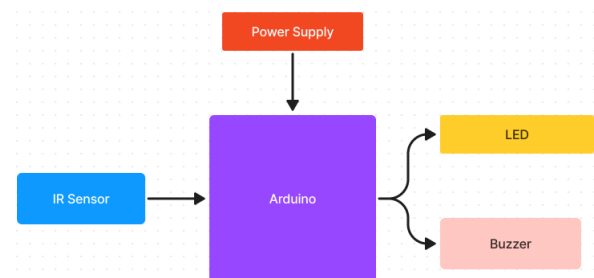 Power Supply
LED
IR Sensor
Arduino
Buzzer